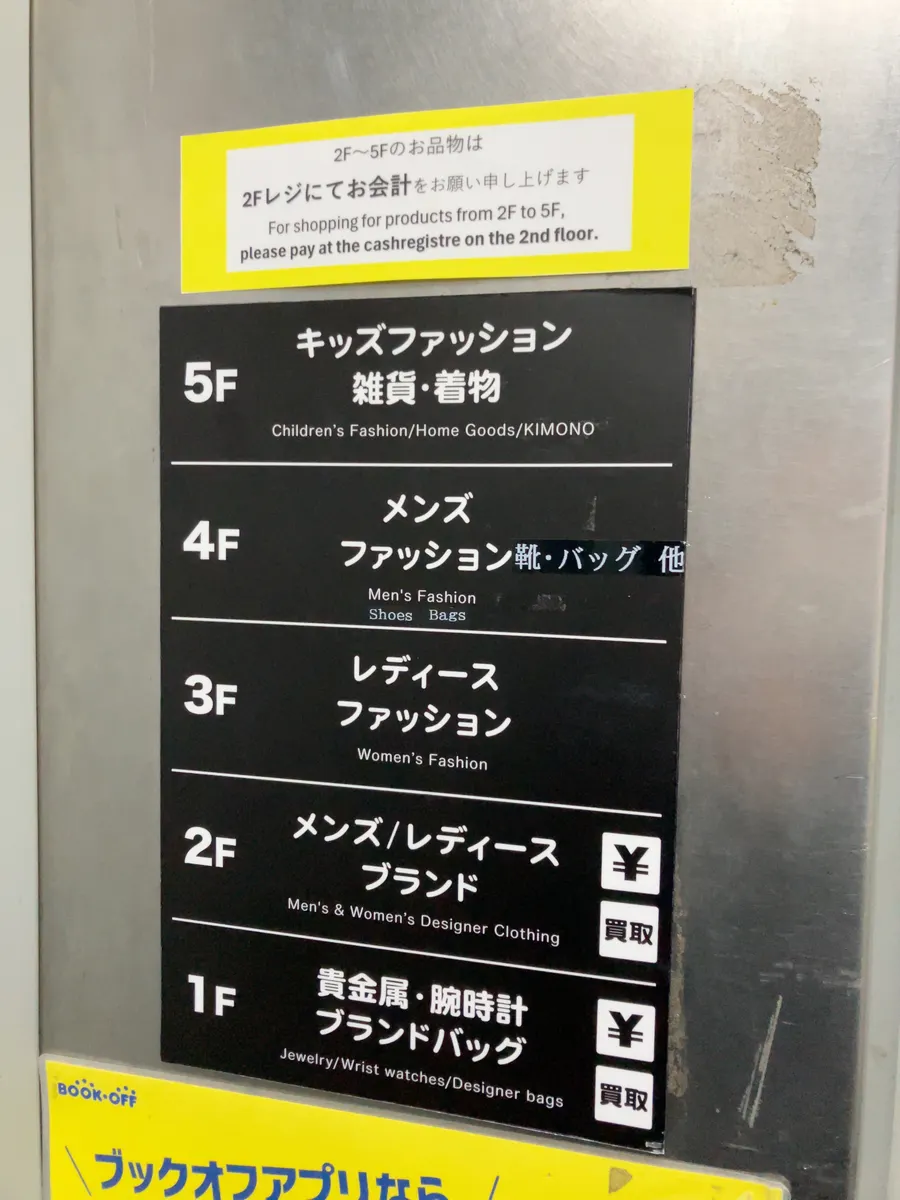 2F〜5Fのお品物は
2Fレジにてお会計をお願い申し上げます
For shopping for products from 2F to 5F,
please pay at the cashregistre on the 2nd floor.
5F
キッズファッション
雑貨・着物
Children's Fashion/Home Goods/KIMONO
4F
メンズ
ファッション靴・バッグ 他
Men's Fashion
Shoes Bags
3F
レディース
ファッション
Women's Fashion
2F
メンズ/レディース
ブランド
Men's & Women's Designer Clothing
¥
買取
1F
貴金属・腕時計
ブランドバッグ
Jewelry/Wrist watches/Designer bags
¥
買取
BOOK・OFF
ブックオフアプリなら